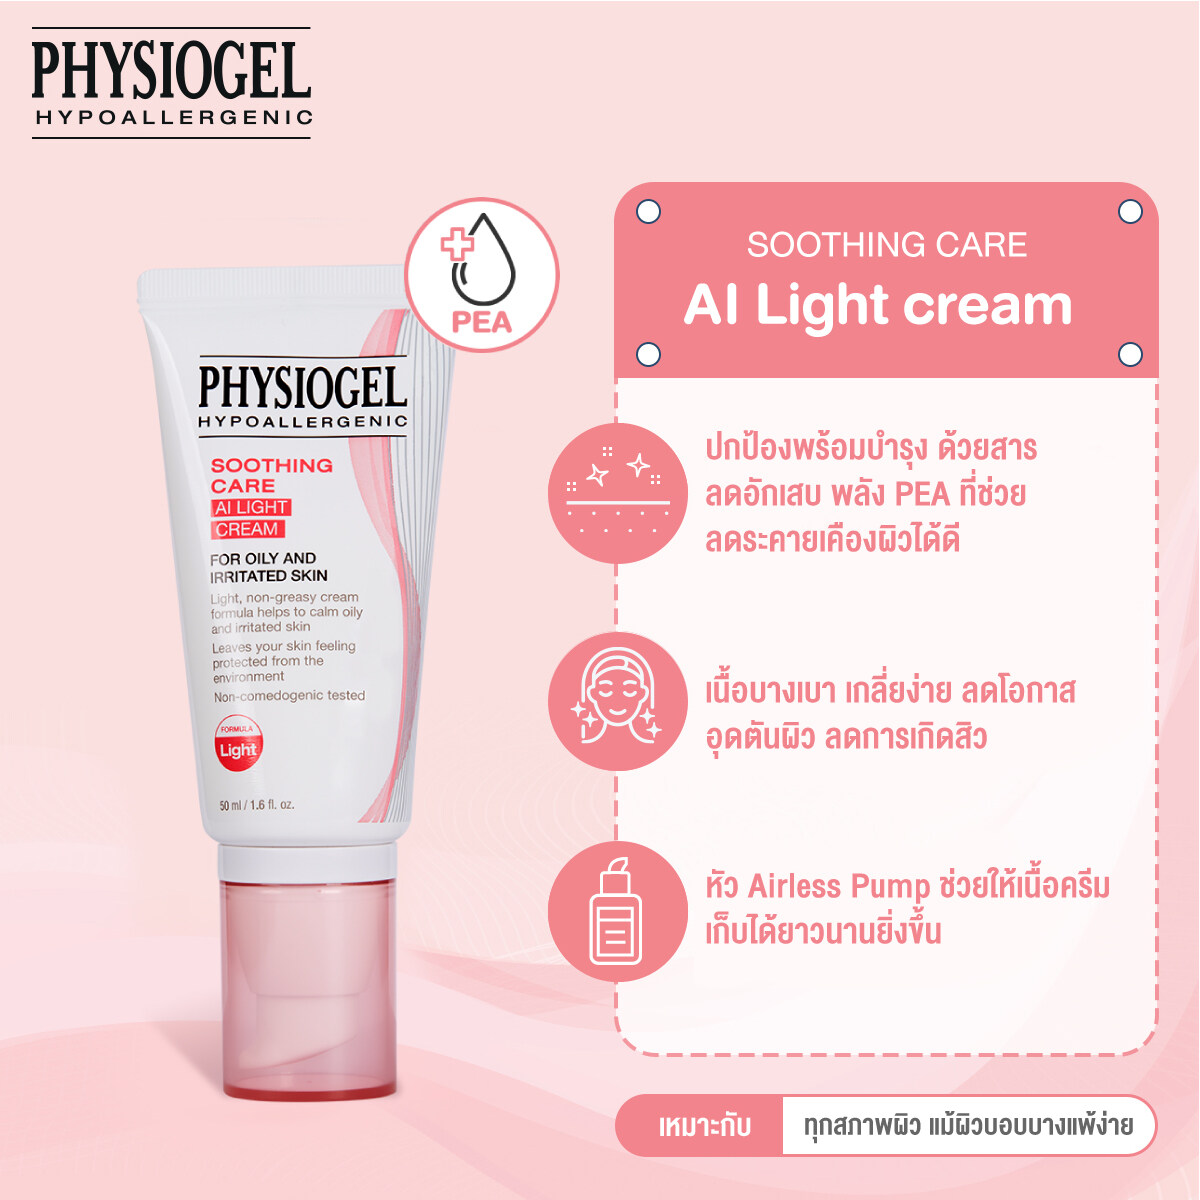 PHYSIOGEL
HYPOALLERGENIC
PEA
PHYSIOGEL
HYPOALLERGENIC
SOOTHING
CARE
AI LIGHT
CREAM
FOR OILY AND
IRRITATED SKIN
Light, non-greasy cream
formula helps to calm oily
and irritated skin
Leaves your skin feeling
protected from the
environment
Non-comedogenic tested
FORMULA
Light
50 ml / 1.6 fl. oz.
SOOTHING CARE
AI Light cream
ปกป้องพร้อมบำรุง ด้วยสาร
ลดอักเสบ พลัง PEA ที่ช่วย
ลดระคายเคืองผิวได้ดี
เนื้อบางเบา เกลี่ยง่าย ลดโอกาส
อุดตันผิว ลดการเกิดสิว
หัว Airless Pump ช่วยให้เนื้อครีม
เก็บได้ยาวนานยิ่งขึ้น
เหมาะกับ ทุกสภาพผิว แม้ผิวบอบบางแพ้ง่าย